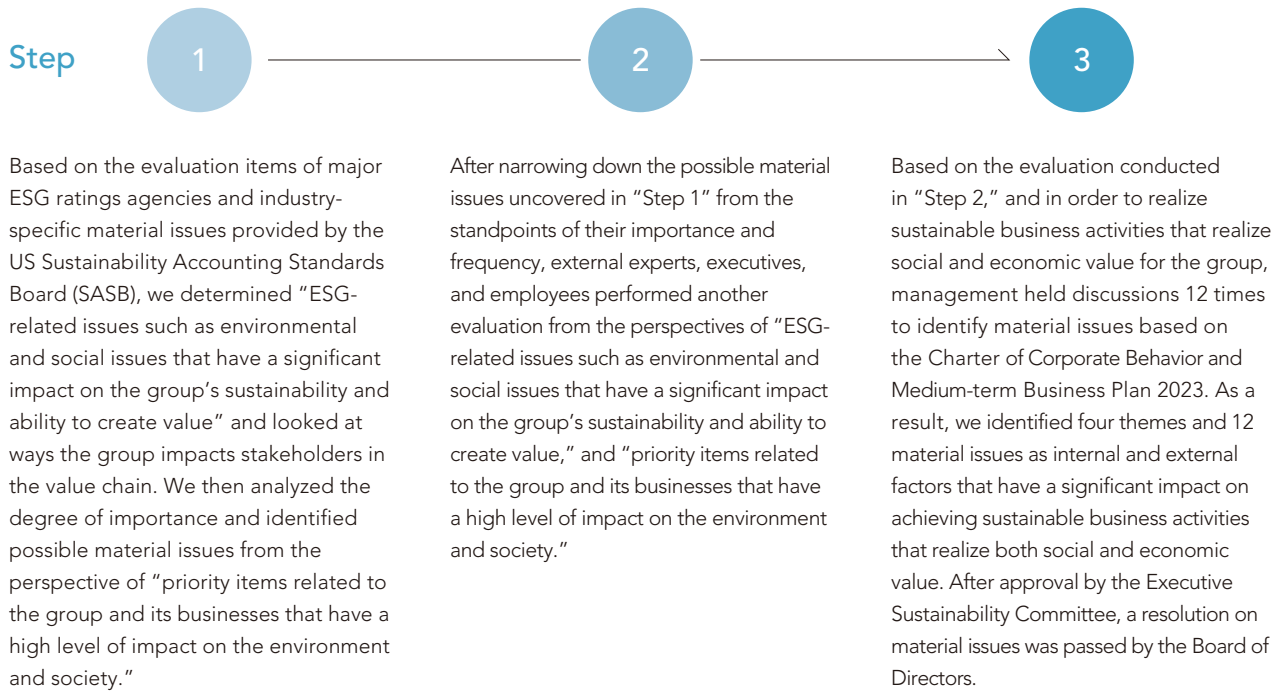 Step
1
2
3
Based on the evaluation items of major
ESG ratings agencies and industry-
specific material issues provided by the
US Sustainability Accounting Standards
Board (SASB), we determined “ESG-
related issues such as environmental
and social issues that have a significant
impact on the group’s sustainability and
ability to create value” and looked at
ways the group impacts stakeholders in
the value chain. We then analyzed the
degree of importance and identified
possible material issues from the
perspective of “priority items related to
the group and its businesses that have a
high level of impact on the environment
and society.”
After narrowing down the possible material
issues uncovered in “Step 1” from the
standpoints of their importance and
frequency, external experts, executives,
and employees performed another
evaluation from the perspectives of “ESG-
related issues such as environmental and
social issues that have a significant impact
on the group’s sustainability and ability to
create value,” and “priority items related
to the group and its businesses that have
a high level of impact on the environment
and society.”
Based on the evaluation conducted
in “Step 2,” and in order to realize
sustainable business activities that realize
social and economic value for the group,
management held discussions 12 times
to identify material issues based on
the Charter of Corporate Behavior and
Medium-term Business Plan 2023. As a
result, we identified four themes and 12
material issues as internal and external
factors that have a significant impact on
achieving sustainable business activities
that realize both social and economic
value. After approval by the Executive
Sustainability Committee, a resolution on
material issues was passed by the Board of
Directors.